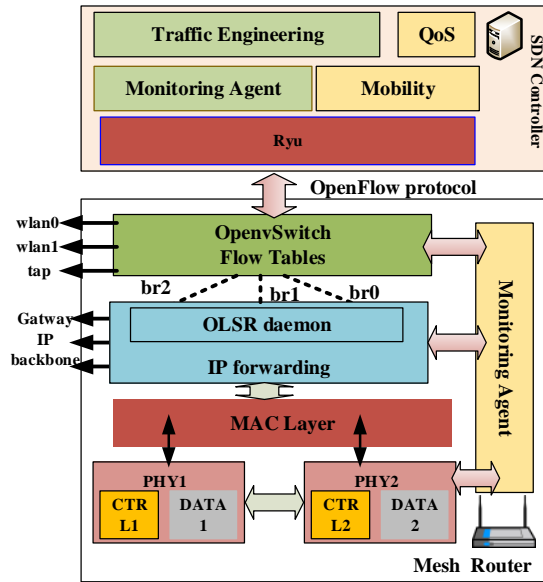 Traffic Engineering
QoS
SDN Controller
Monitoring Agent
Mobility
Ryu
OpenFlow protocol
wlan0
wlan1
tap
OpenvSwitch
Flow Tables
br2
br1
br0
Monitoring Agent
Gatway
IP
backbone
OLSR daemon
IP forwarding
MAC Layer
PHY1
CTR
L1
DATA
1
PHY2
CTR
L2
DATA
2
Mesh Router